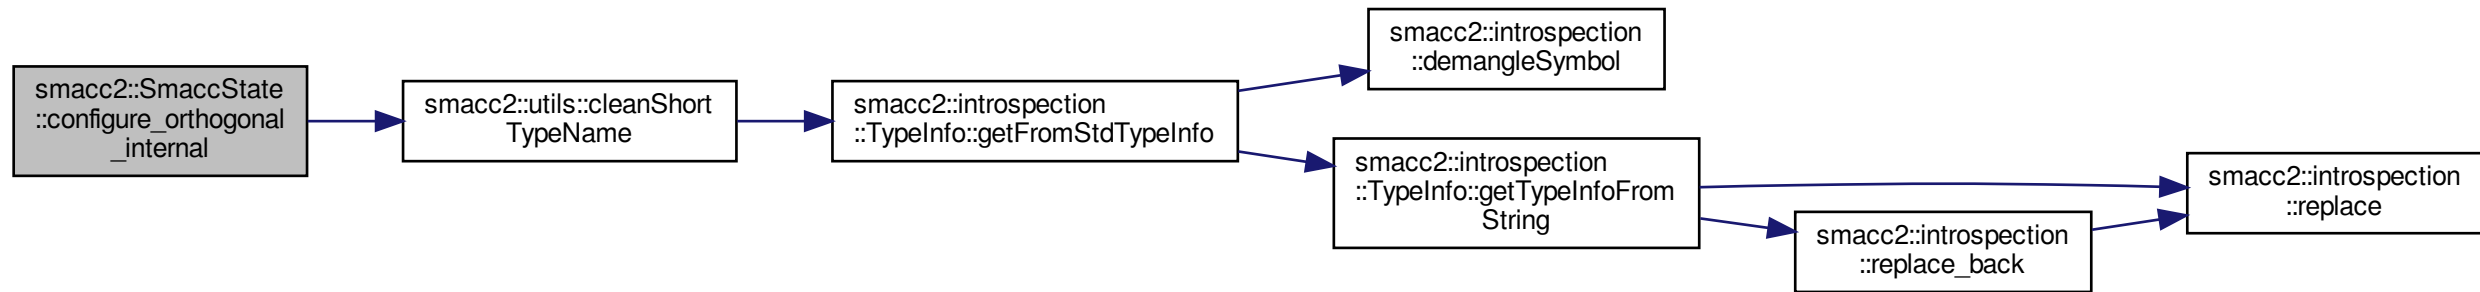 smacc2::SmaccState
::configure_orthogonal
_internal
smacc2::utils::cleanShort
TypeName
smacc2::introspection
::TypeInfo::getFromStdTypeInfo
smacc2::introspection
::demangleSymbol
smacc2::introspection
::TypeInfo::getTypeInfoFrom
String
smacc2::introspection
::replace_back
smacc2::introspection
::replace